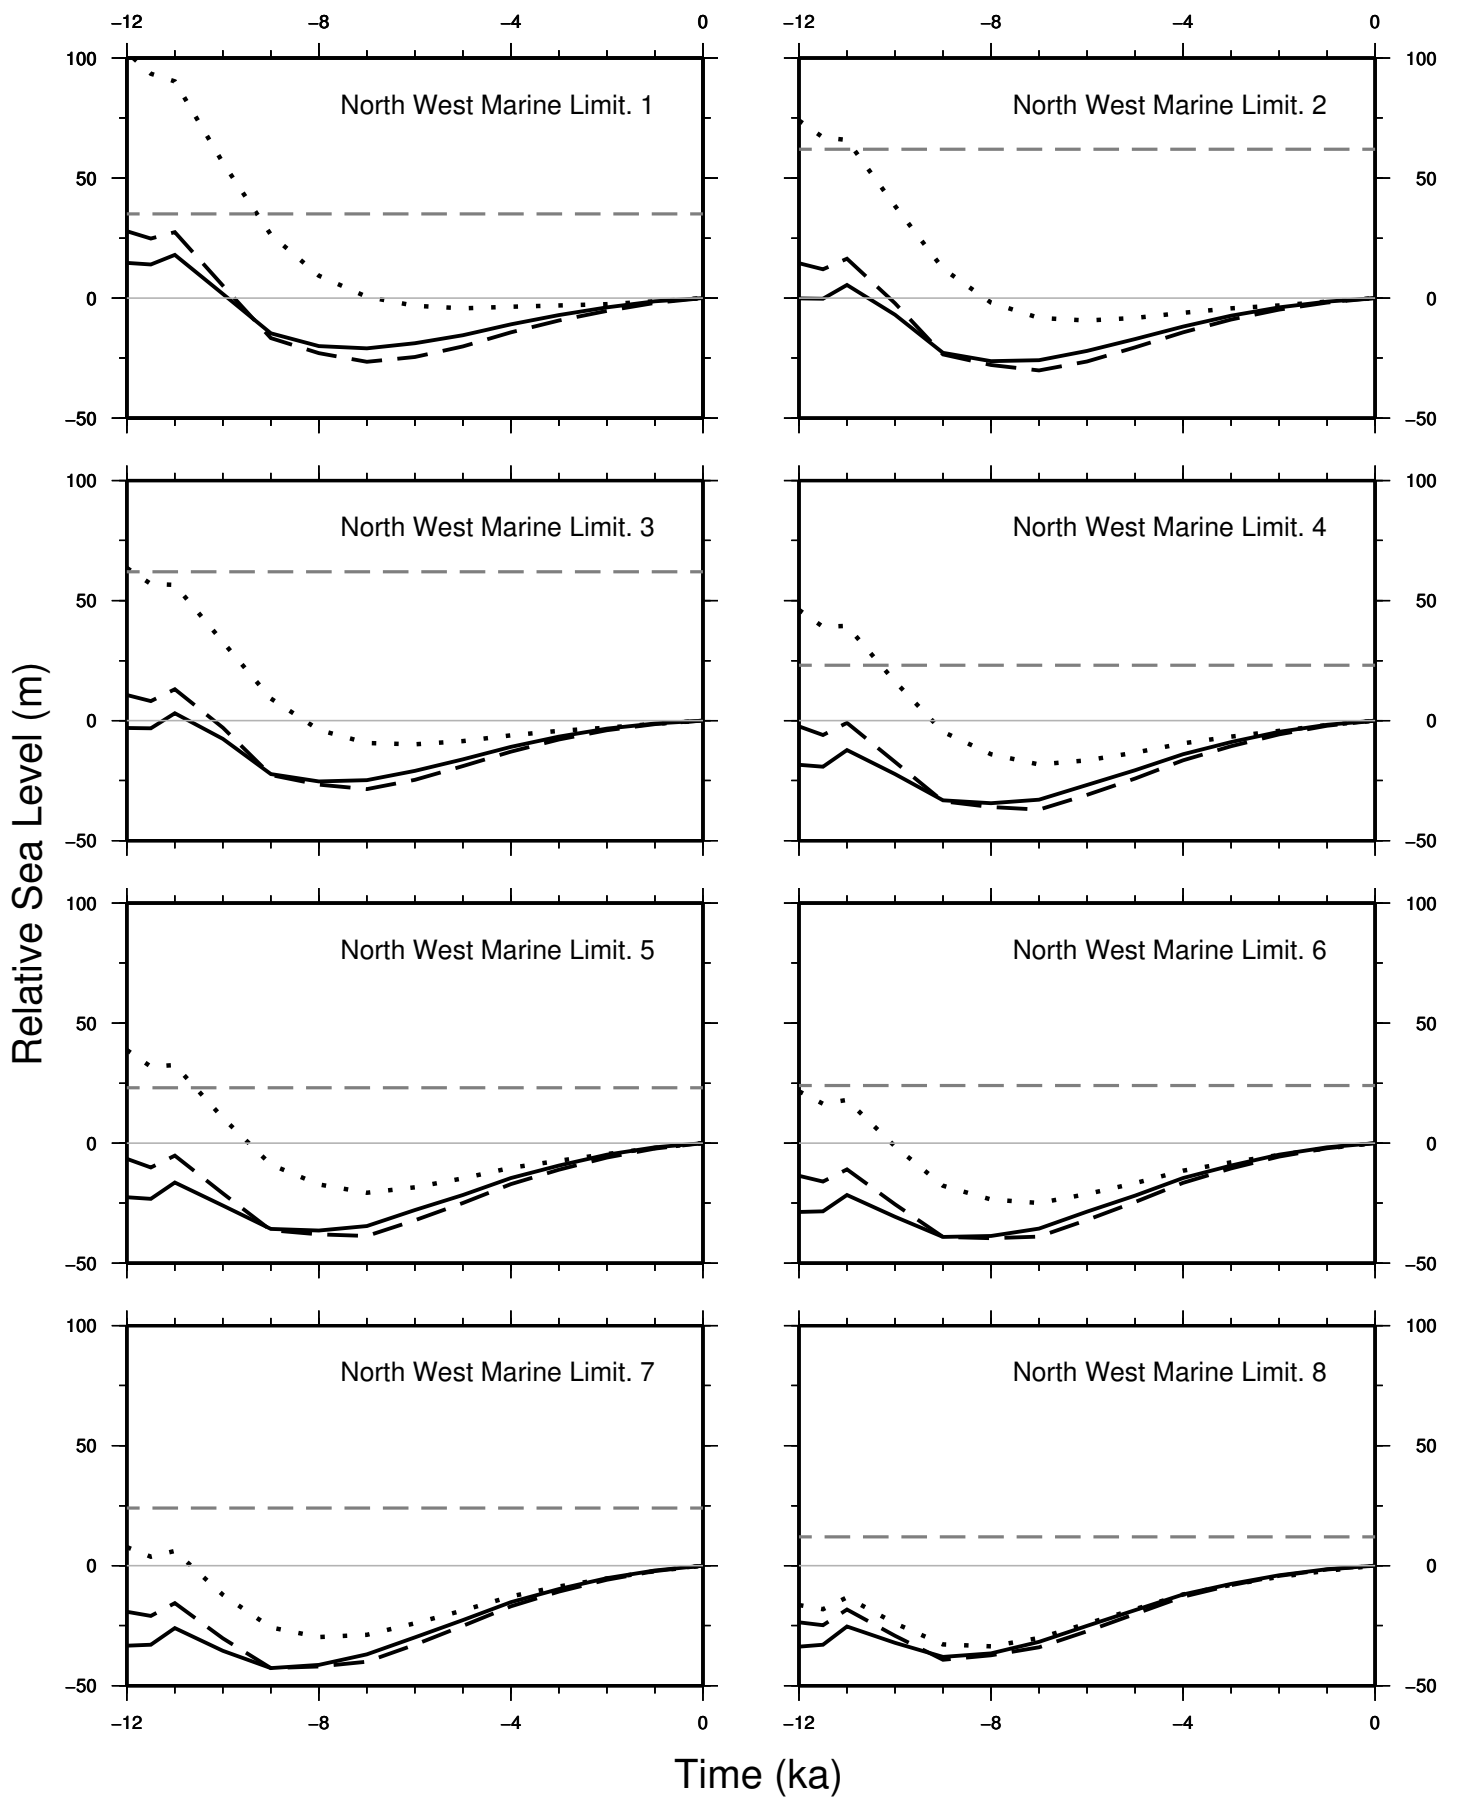 −12 −8 −4 0 −12 −8 −4 0
100 100
North West Marine Limit. 1 North West Marine Limit. 2
50 50
0 0
−50 −50
100 100
North West Marine Limit. 3 North West Marine Limit. 4
50 50
0 0
−50 −50
Relative Sea Level (m)
100 100
North West Marine Limit. 5 North West Marine Limit. 6
50 50
0 0
−50 −50
100 100
North West Marine Limit. 7 North West Marine Limit. 8
50 50
0 0
−50 −50
−12 −8 −4 0 −12 −8 −4 0
Time (ka)